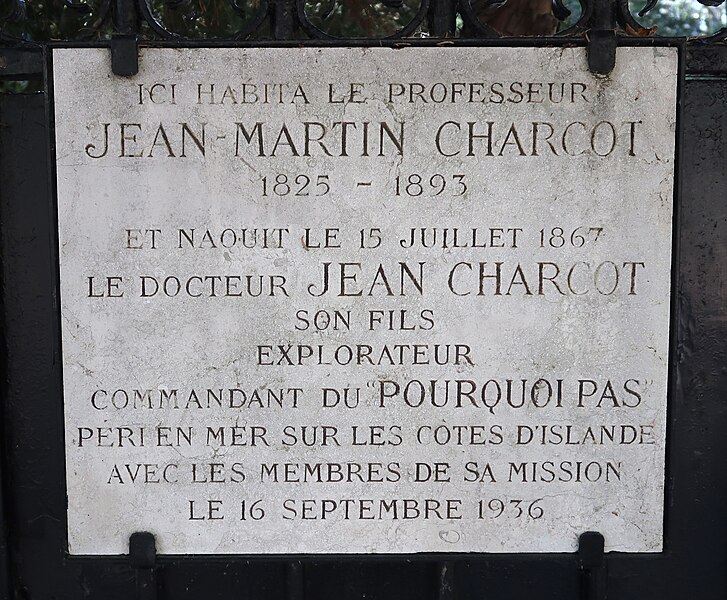 ICI HABITA LE PROFESSEUR
JEAN-MARTIN CHARCOT
1825 - 1893
ET NAQUIT LE 15 JUILLET 1867
LE DOCTEUR JEAN CHARCOT
SON FILS
EXPLORATEUR
COMMANDANT DU "POURQUOI PAS"
PERI EN MER SUR LES CÔTES D'ISLANDE
AVEC LES MEMBRES DE SA MISSION
LE 16 SEPTEMBRE 1936